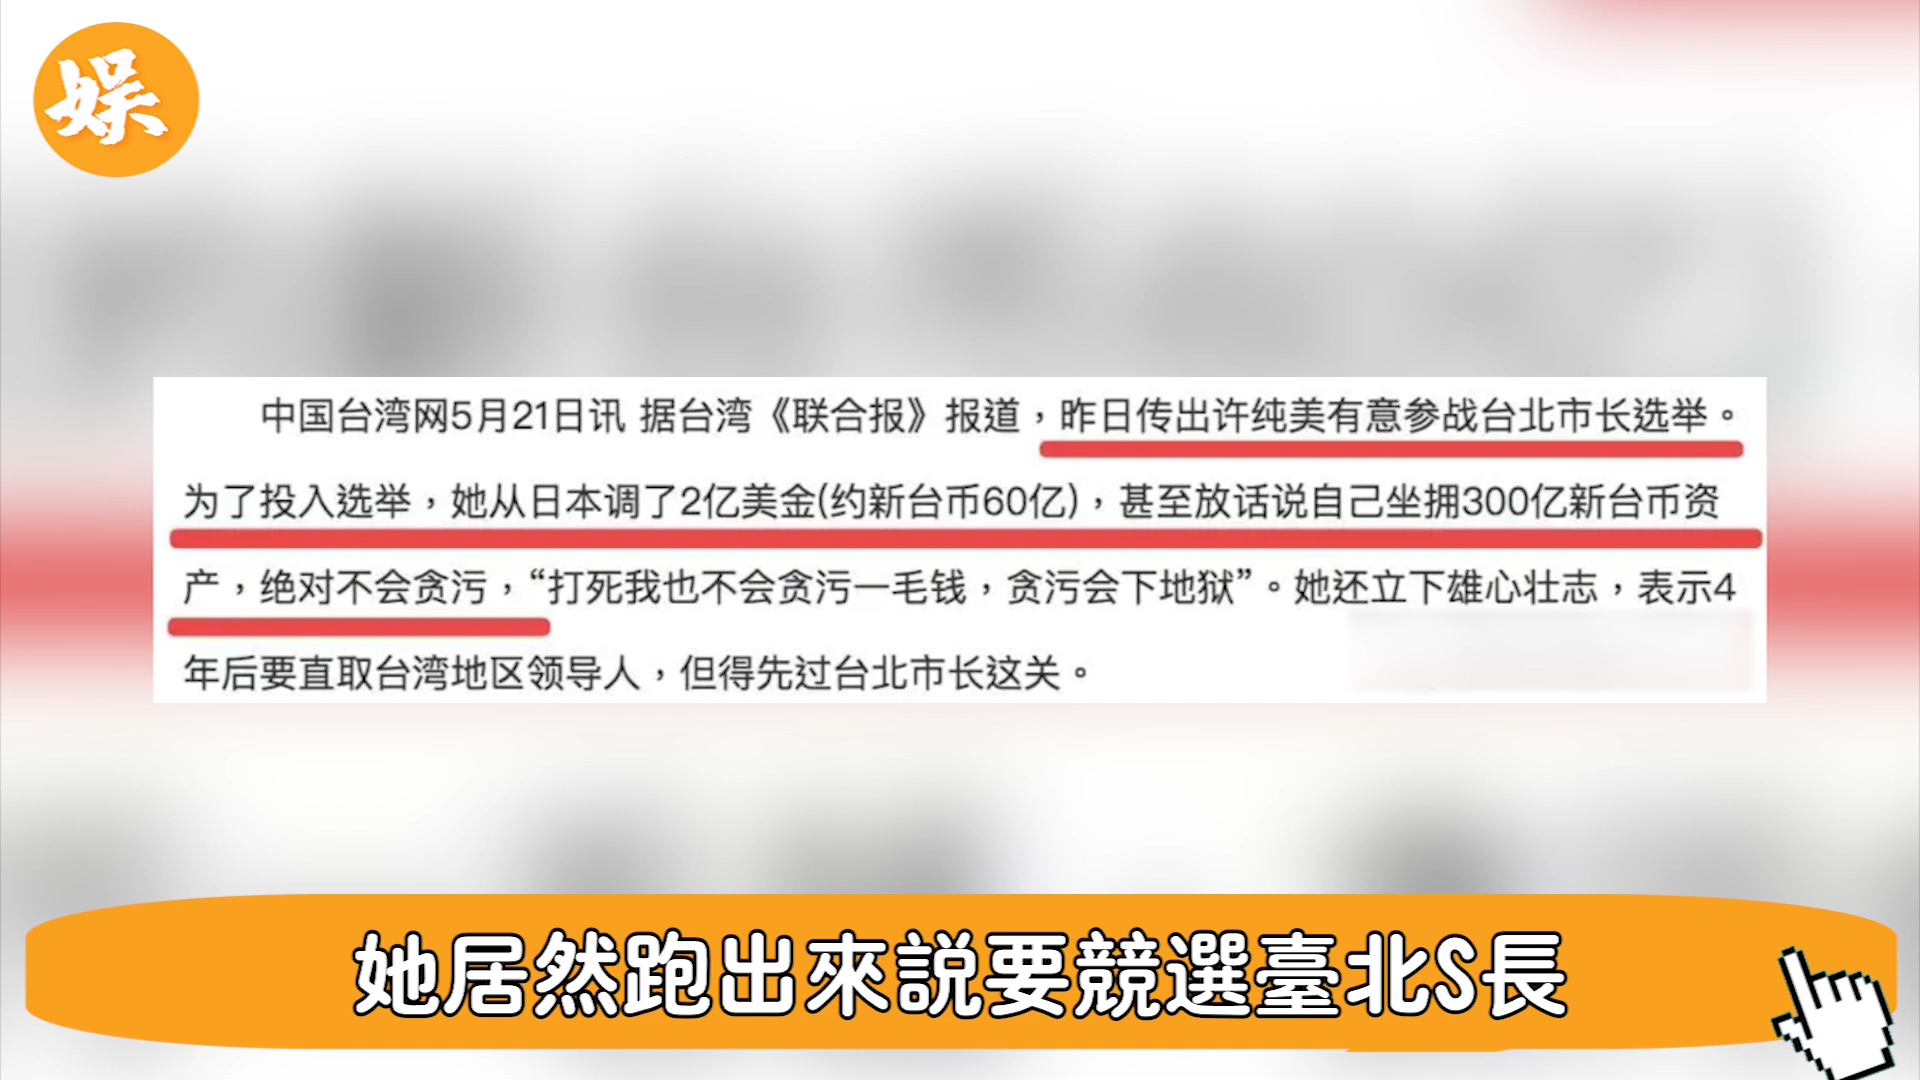 娱
中国台湾网5月21日讯 据台湾《联合报》报道，昨日传出许纯美有意参战台北市长选举。
为了投入选举，她从日本调了2亿美金(约新台币60亿)，甚至放话说自己坐拥300亿新台币资
产，绝对不会贪污，“打死我也不会贪污一毛钱，贪污会下地狱”。她还立下雄心壮志，表示4
年后要直取台湾地区领导人，但得先过台北市长这关。
她居然跑出來説要競選臺北S長